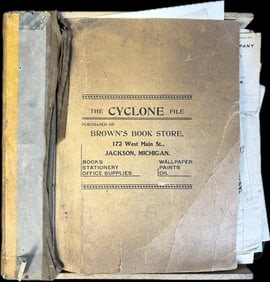 THE CYCLONE FILE
PURCHASED OF
BROWN'S BOOK STORE,
172 West Main St.,
JACKSON, MICHIGAN.
BOOKS WALLPAPER
STATIONERY PAINTS
OFFICE SUPPLIES OIL